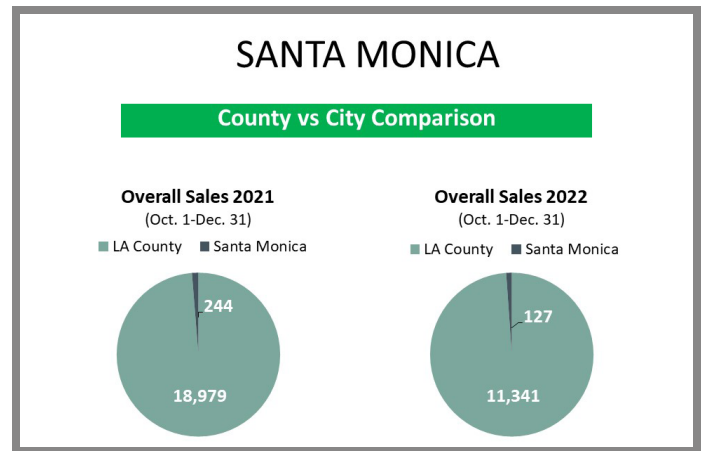 SANTA MONICA
County vs City Comparison
Overall Sales 2021
(Oct. 1-Dec. 31)
LA County Santa Monica
244
18,979
Overall Sales 2022
(Oct. 1-Dec. 31)
LA County Santa Monica
127
11,341